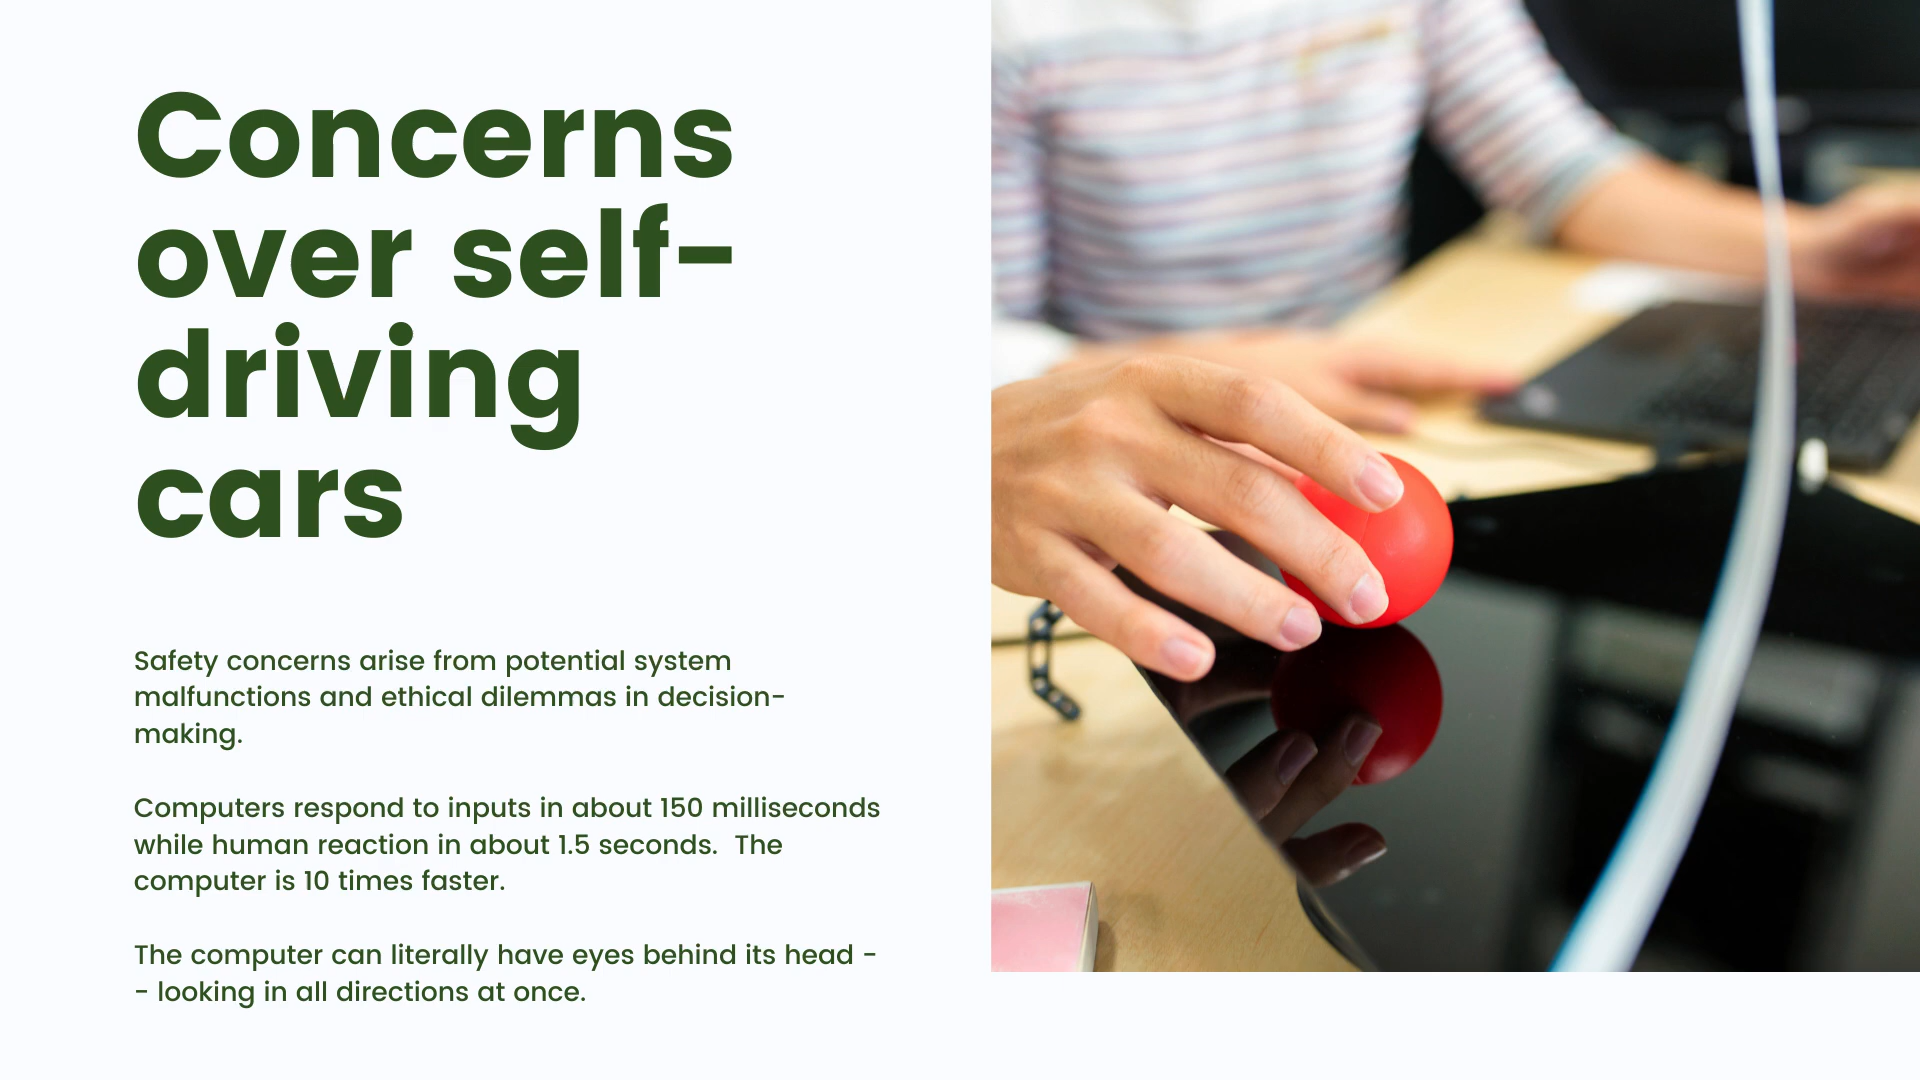 Concerns
over self-
driving
cars
Safety concerns arise from potential system
malfunctions and ethical dilemmas in decision-
making.
Computers respond to inputs in about 150 milliseconds
while human reaction in about 1.5 seconds.  The
computer is 10 times faster.
The computer can literally have eyes behind its head -
- looking in all directions at once.